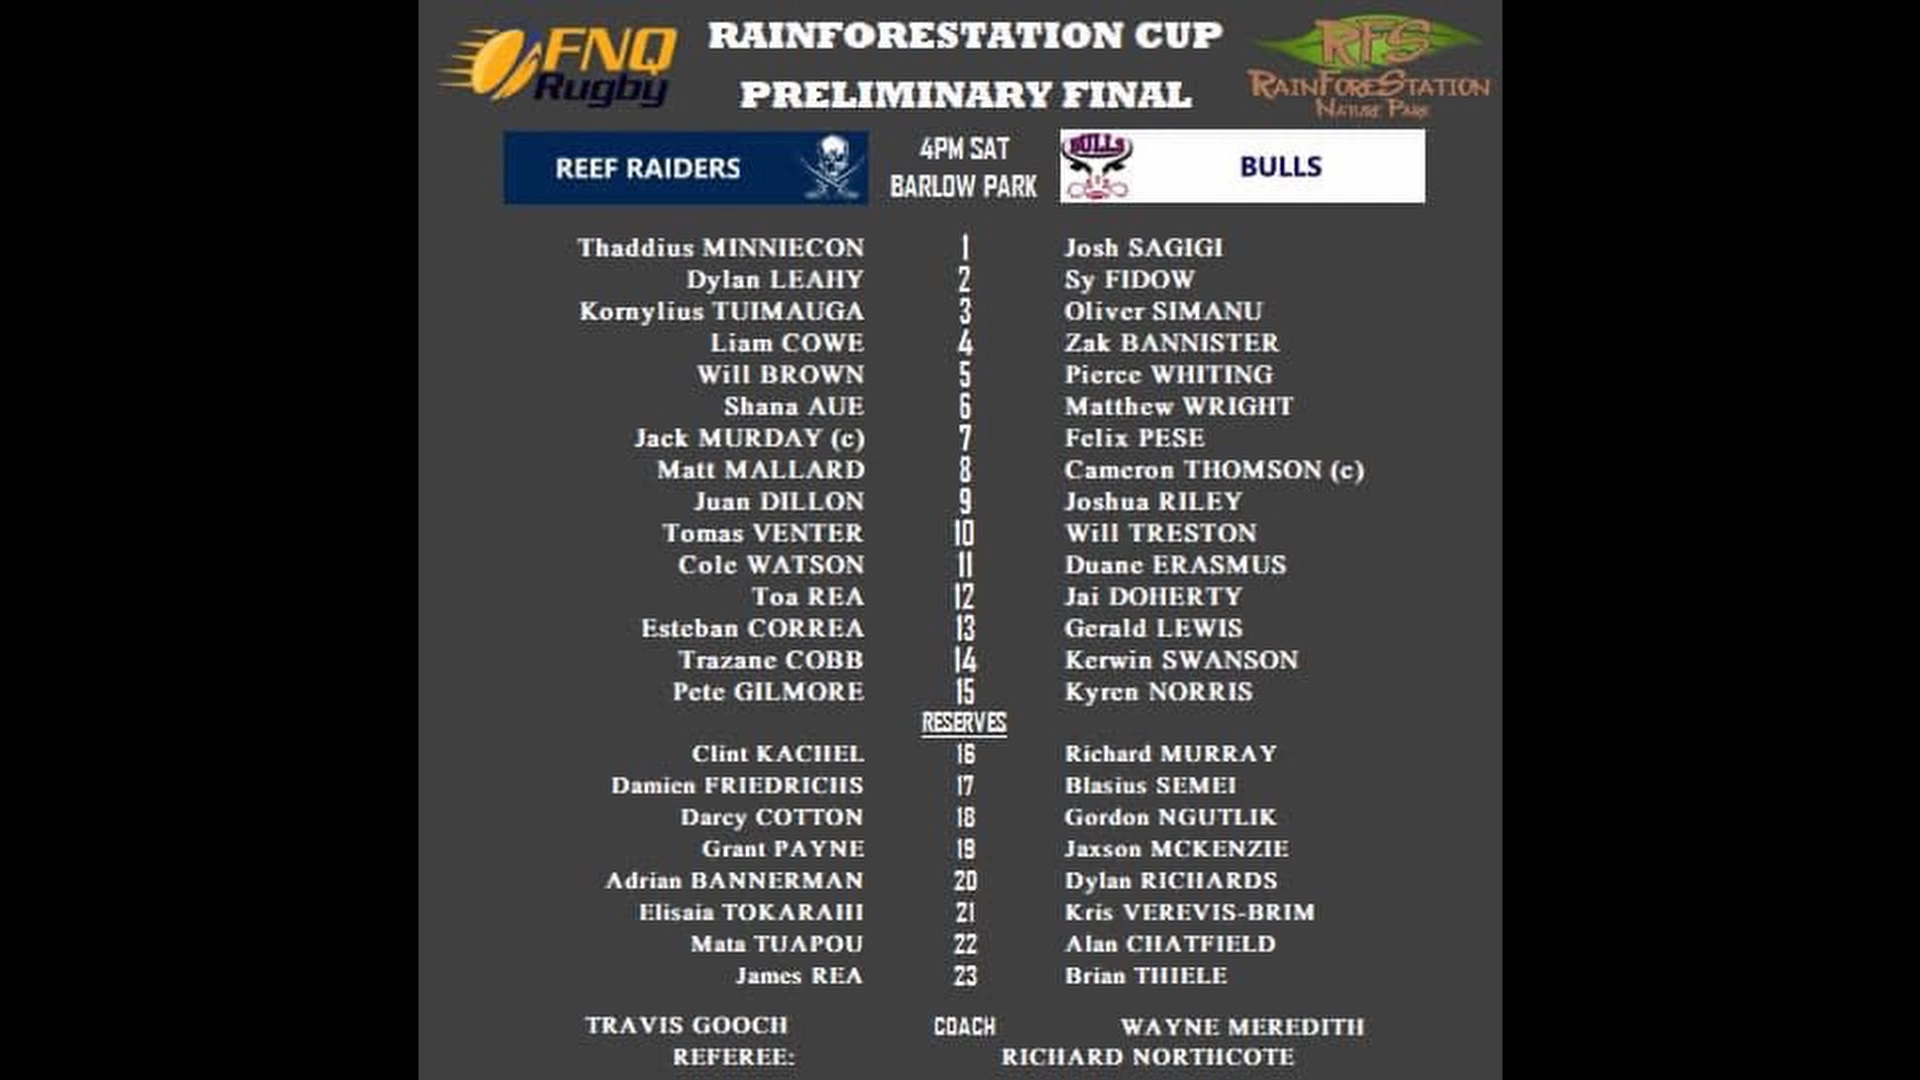 FNQ Rugby
RAINFORESTATION CUP
PRELIMINARY FINAL
RFS
RAINFORESTATION
NATURE PARK
REEF RAIDERS
4PM SAT
BARLOW PARK
BULLS
BULLS
Thaddius MINNIECON 1 Josh SAGIGI
Dylan LEAHY 2 Sy FIDOW
Kornylius TUIMAUGA 3 Oliver SIMANU
Liam COWE 4 Zak BANNISTER
Will BROWN 5 Pierce WHITING
Shana AUE 6 Matthew WRIGHT
Jack MURDAY (c) 7 Felix PESE
Matt MALLARD 8 Cameron THOMSON (c)
Juan DILLON 9 Joshua RILEY
Tomas VENTER 10 Will TRESTON
Cole WATSON 11 Duane ERASMUS
Toa REA 12 Jai DOHERTY
Esteban CORREA 13 Gerald LEWIS
Trazane COBB 14 Kerwin SWANSON
Pete GILMORE 15 Kyren NORRIS
RESERVES
Clint KACHEL 16 Richard MURRAY
Damien FRIEDRICHS 17 Blasius SEMEI
Darcy COTTON 18 Gordon NGUTLIK
Grant PAYNE 19 Jaxson MCKENZIE
Adrian BANNERMAN 20 Dylan RICHARDS
Elisaia TOKARAHI 21 Kris VEREVIS-BRIM
Mata TUAPOU 22 Alan CHATFIELD
James REA 23 Brian THIELE
TRAVIS GOOCH COACH WAYNE MEREDITH
REFEREE: RICHARD NORTHCOTE